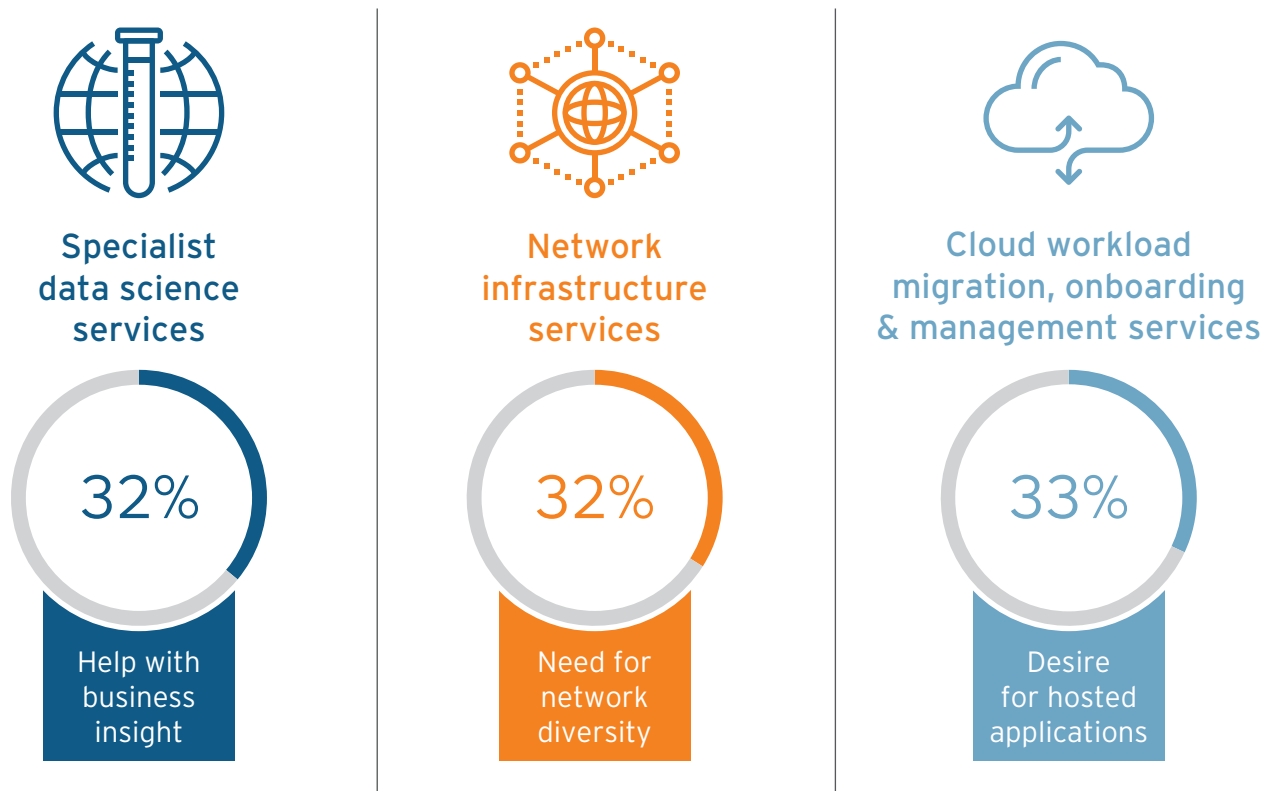 Specialist
data science
services
32%
Help with
business
insight
Network
infrastructure
services
32%
Need for
network
diversity
Cloud workload
migration, onboarding
& management services
33%
Desire
for hosted
applications